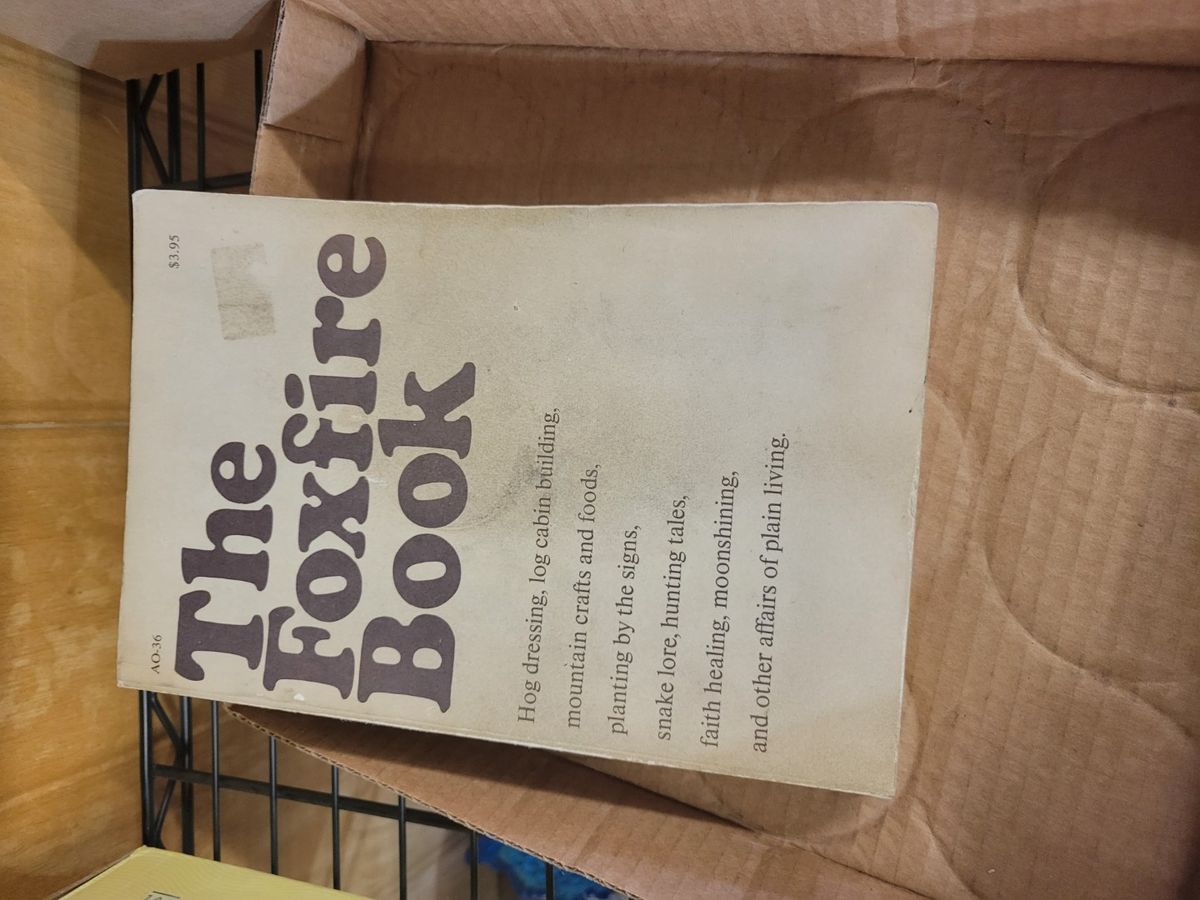 AO-36
$3.95
The
Foxfire
Book
Hog dressing, log cabin building,
mountain crafts and foods,
planting by the signs,
snake lore, hunting tales,
faith healing, moonshining,
and other affairs of plain living.